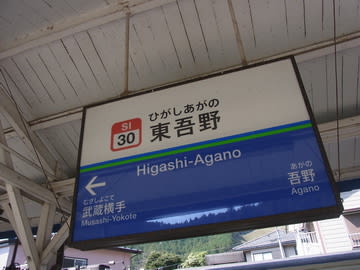 ひがしあがの
SI
30
東吾野
Higashi-Agano
むさしよこて
武蔵横手
Musashi-Yokote
あがの
吾野
Agano